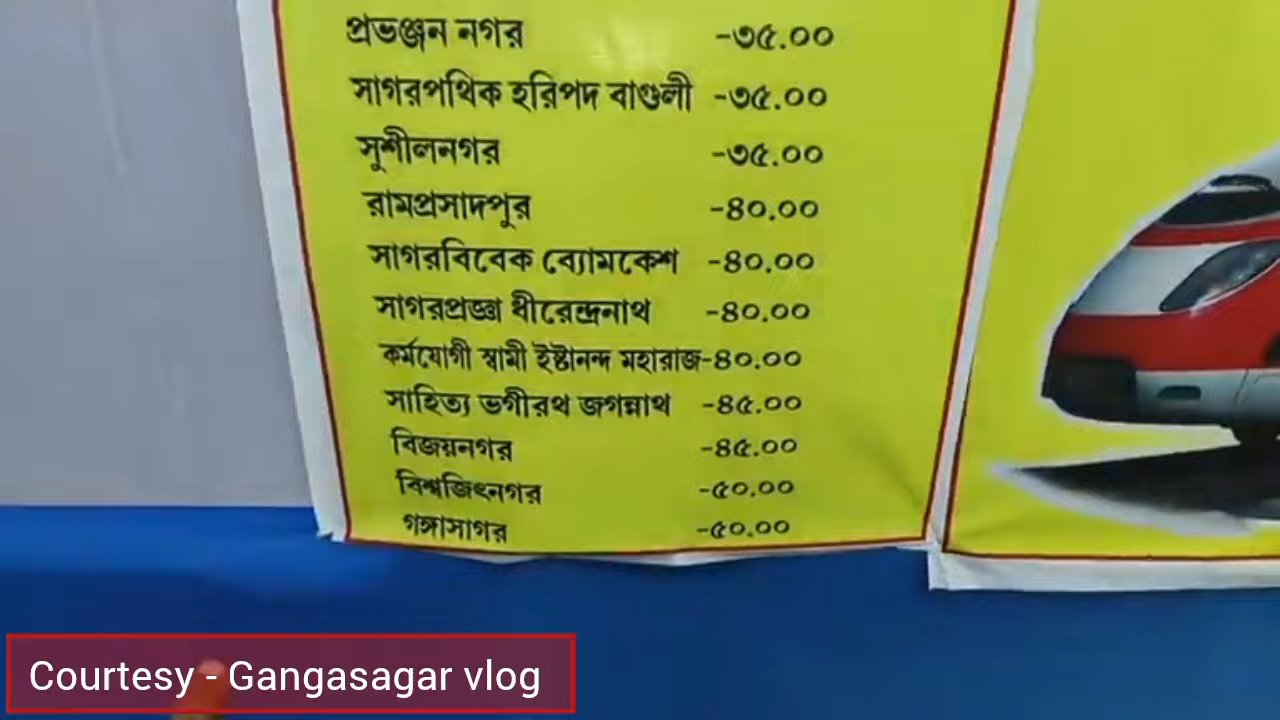 প্রভঞ্জন নগর -৩৫.০০
সাগরপথিক হরিপদ বাগুলী -৩৫.০০
সুশীলনগর -৩৫.০০
রামপ্রসাদপুর -৪০.০০
সাগরবিবেক ব্যোমকেশ -৪০.০০
সাগরপ্রজ্ঞা ধীরেন্দ্রনাথ -৪০.০০
কর্মযোগী স্বামী ইষ্টানন্দ মহারাজ-৪০.০০
সাহিত্য ভগীরথ জগন্নাথ -৪৫.০০
বিজয়নগর -৪৫.০০
বিশ্বজিৎনগর -৫০.০০
গঙ্গাসাগর -৫০.০০
Courtesy - Gangasagar vlog